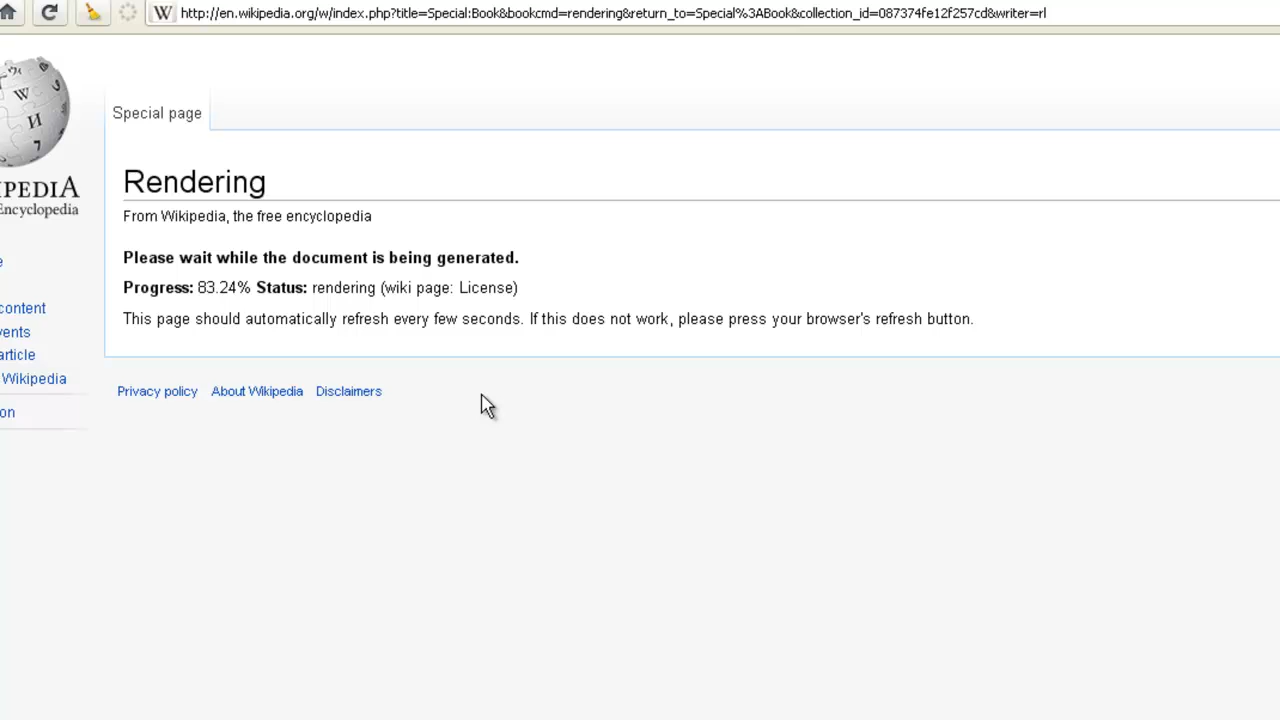 http://en.wikipedia.org/w/index.php?title=Special:Book&bookcmd=rendering&return_to=Special%3ABook&collection_id=087374fe12f257cd&writer=rl
Special page
IPEDIA
Encyclopedia
Rendering
From Wikipedia, the free encyclopedia
Please wait while the document is being generated.
Progress: 83.24% Status: rendering (wiki page: License)
This page should automatically refresh every few seconds. If this does not work, please press your browser's refresh button.
content
vents
article
Wikipedia
on
Privacy policy About Wikipedia Disclaimers